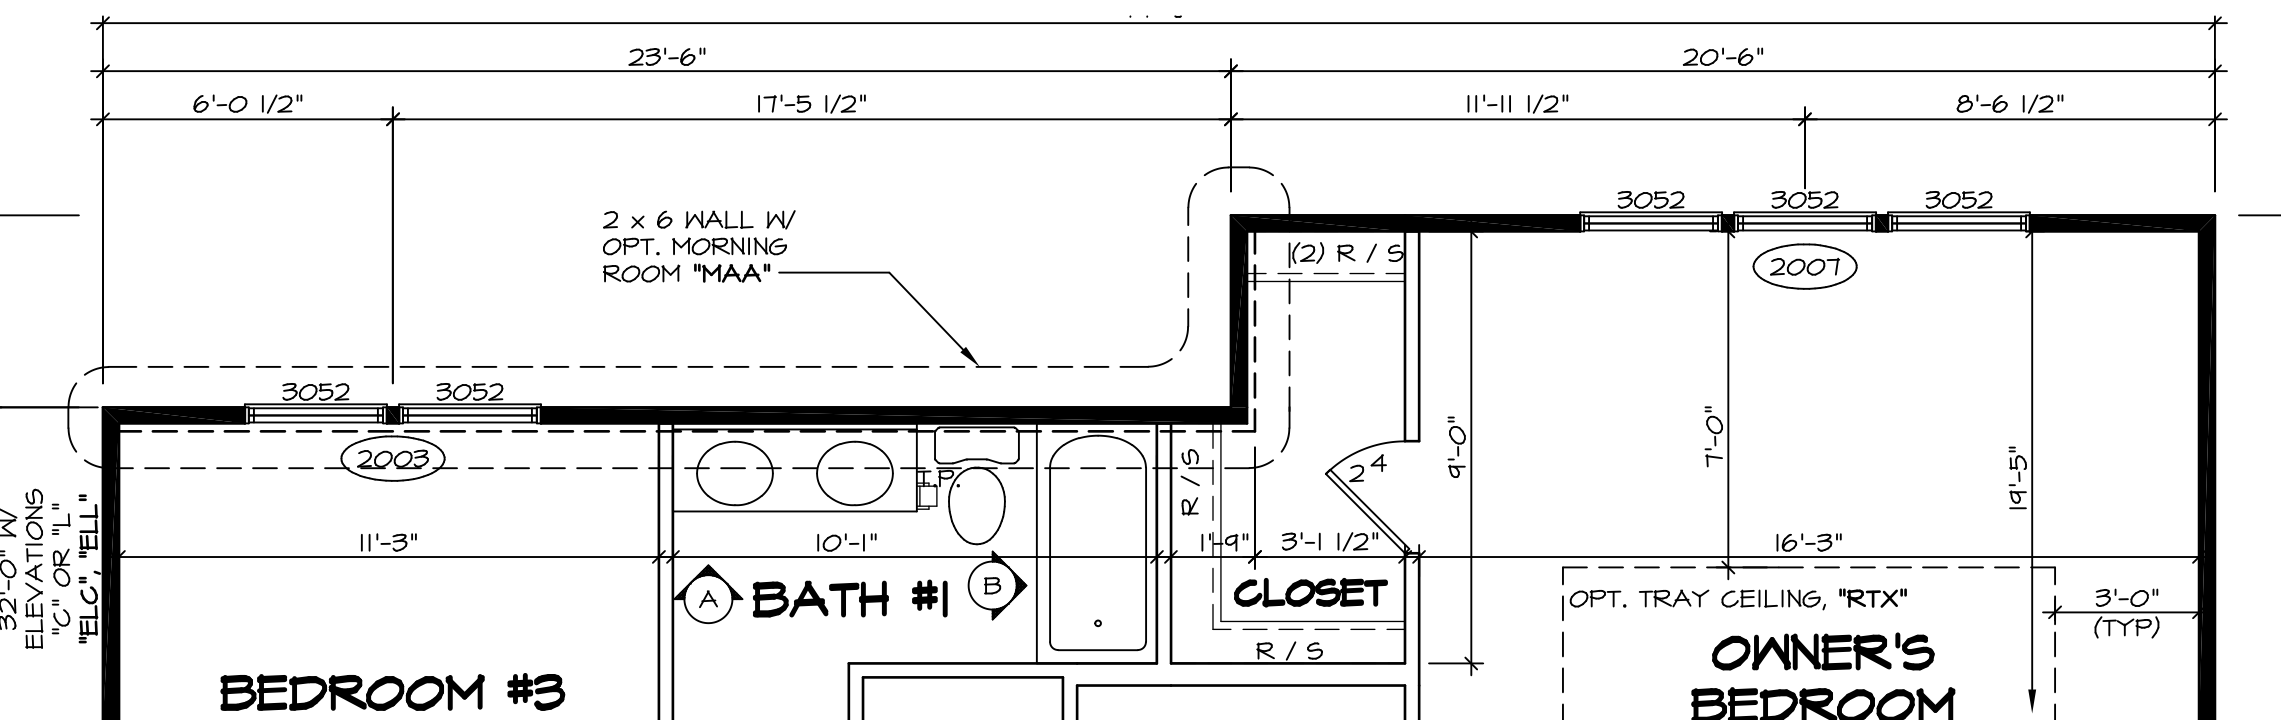 23'-6"
20'-6"
6'-0 1/2"
17'-5 1/2"
11'-11 1/2"
8'-6 1/2"
2 x 6 WALL W/
OPT. MORNING
ROOM "MAA"
3052
3052
3052
(2) R / S
2007
3052
3052
2003
T.P.
R / S
2 4
9'-0"
7'-0"
19'-5"
32'-0" W/
ELEVATIONS
"C" OR "L"
"ELC", "ELL"
11'-3"
10'-1"
1'-9"
3'-1 1/2"
16'-3"
A
BATH #1
B
CLOSET
OPT. TRAY CEILING, "RTX"
3'-0"
(TYP)
R / S
BEDROOM #3
OWNER'S
BEDROOM